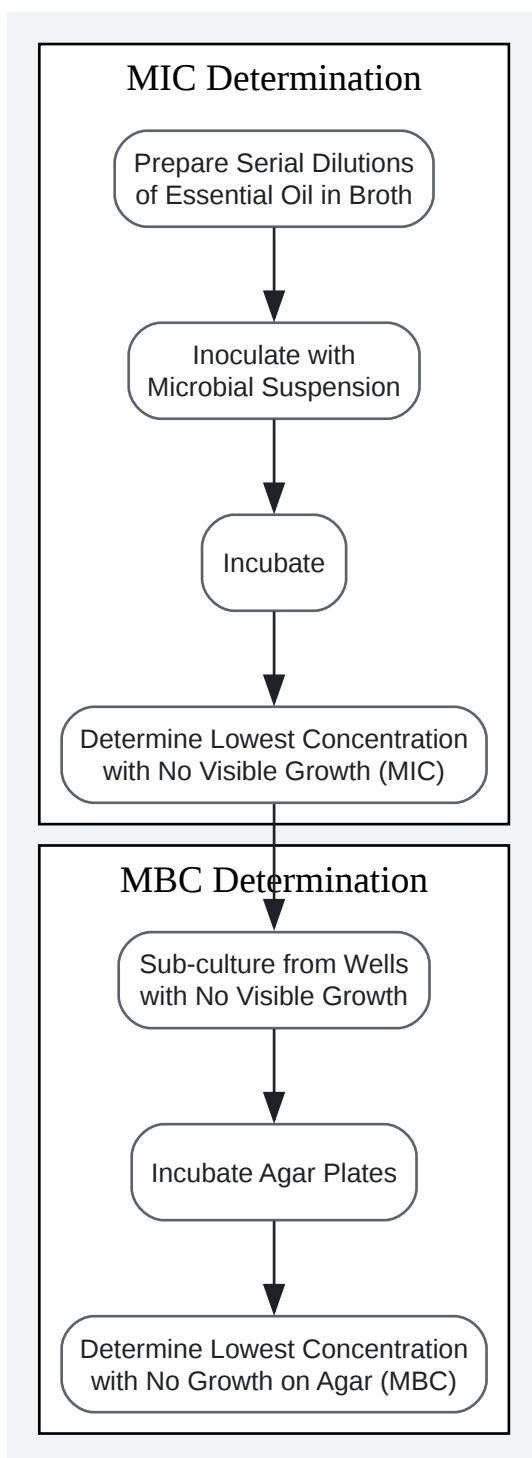 MIC Determination
Prepare Serial Dilutions
of Essential Oil in Broth
Inoculate with
Microbial Suspension
Incubate
Determine Lowest Concentration
with No Visible Growth (MIC)
MBC Determination
Sub-culture from Wells
with No Visible Growth
Incubate Agar Plates
Determine Lowest Concentration
with No Growth on Agar (MBC)